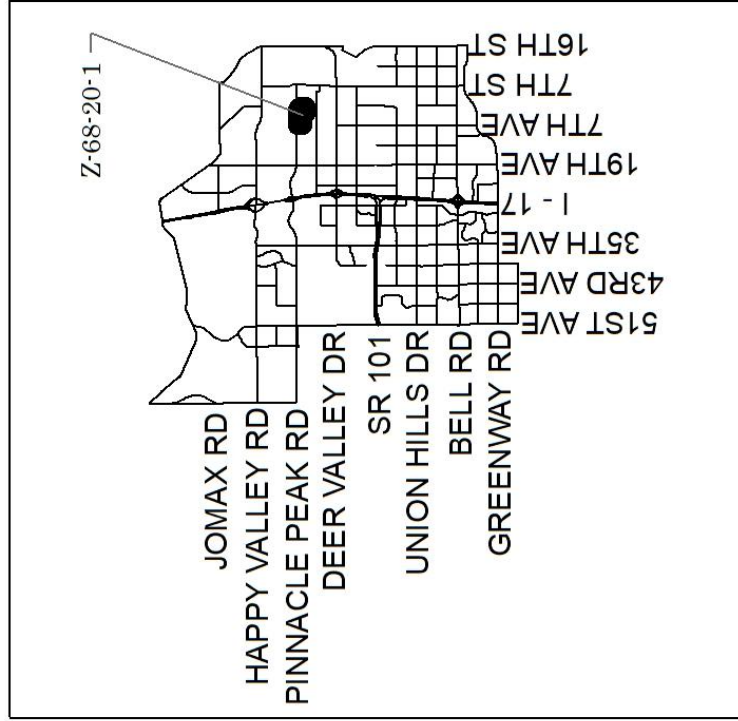 Z-68-20-1
16TH ST
7TH ST
7TH AVE
19TH AVE
I - 17
35TH AVE
43RD AVE
51ST AVE
JOMAX RD
HAPPY VALLEY RD
PINNACLE PEAK RD
DEER VALLEY DR
SR 101
UNION HILLS DR
BELL RD
GREENWAY RD